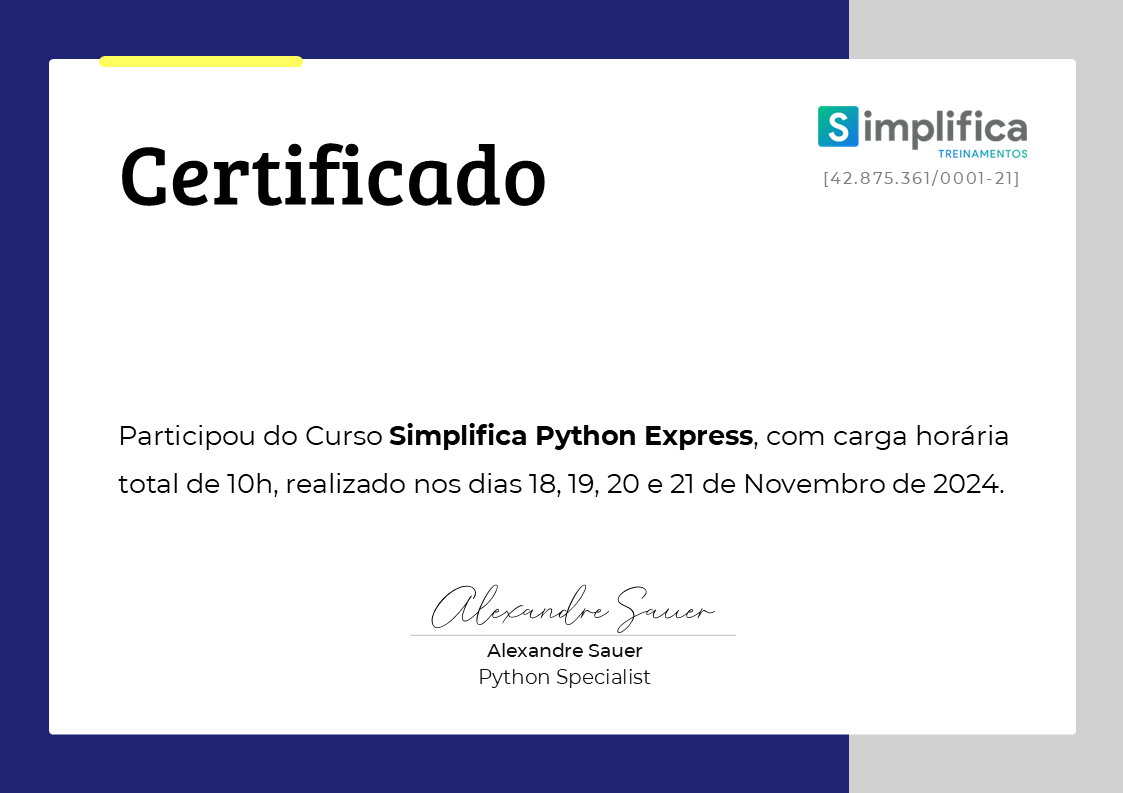 Certificado
Simplifica
TREINAMENTOS
[42.875.361/0001-21]
Participou do Curso Simplifica Python Express, com carga horária
total de 10h, realizado nos dias 18, 19, 20 e 21 de Novembro de 2024.
Alexandre Sauer
Alexandre Sauer
Python Specialist